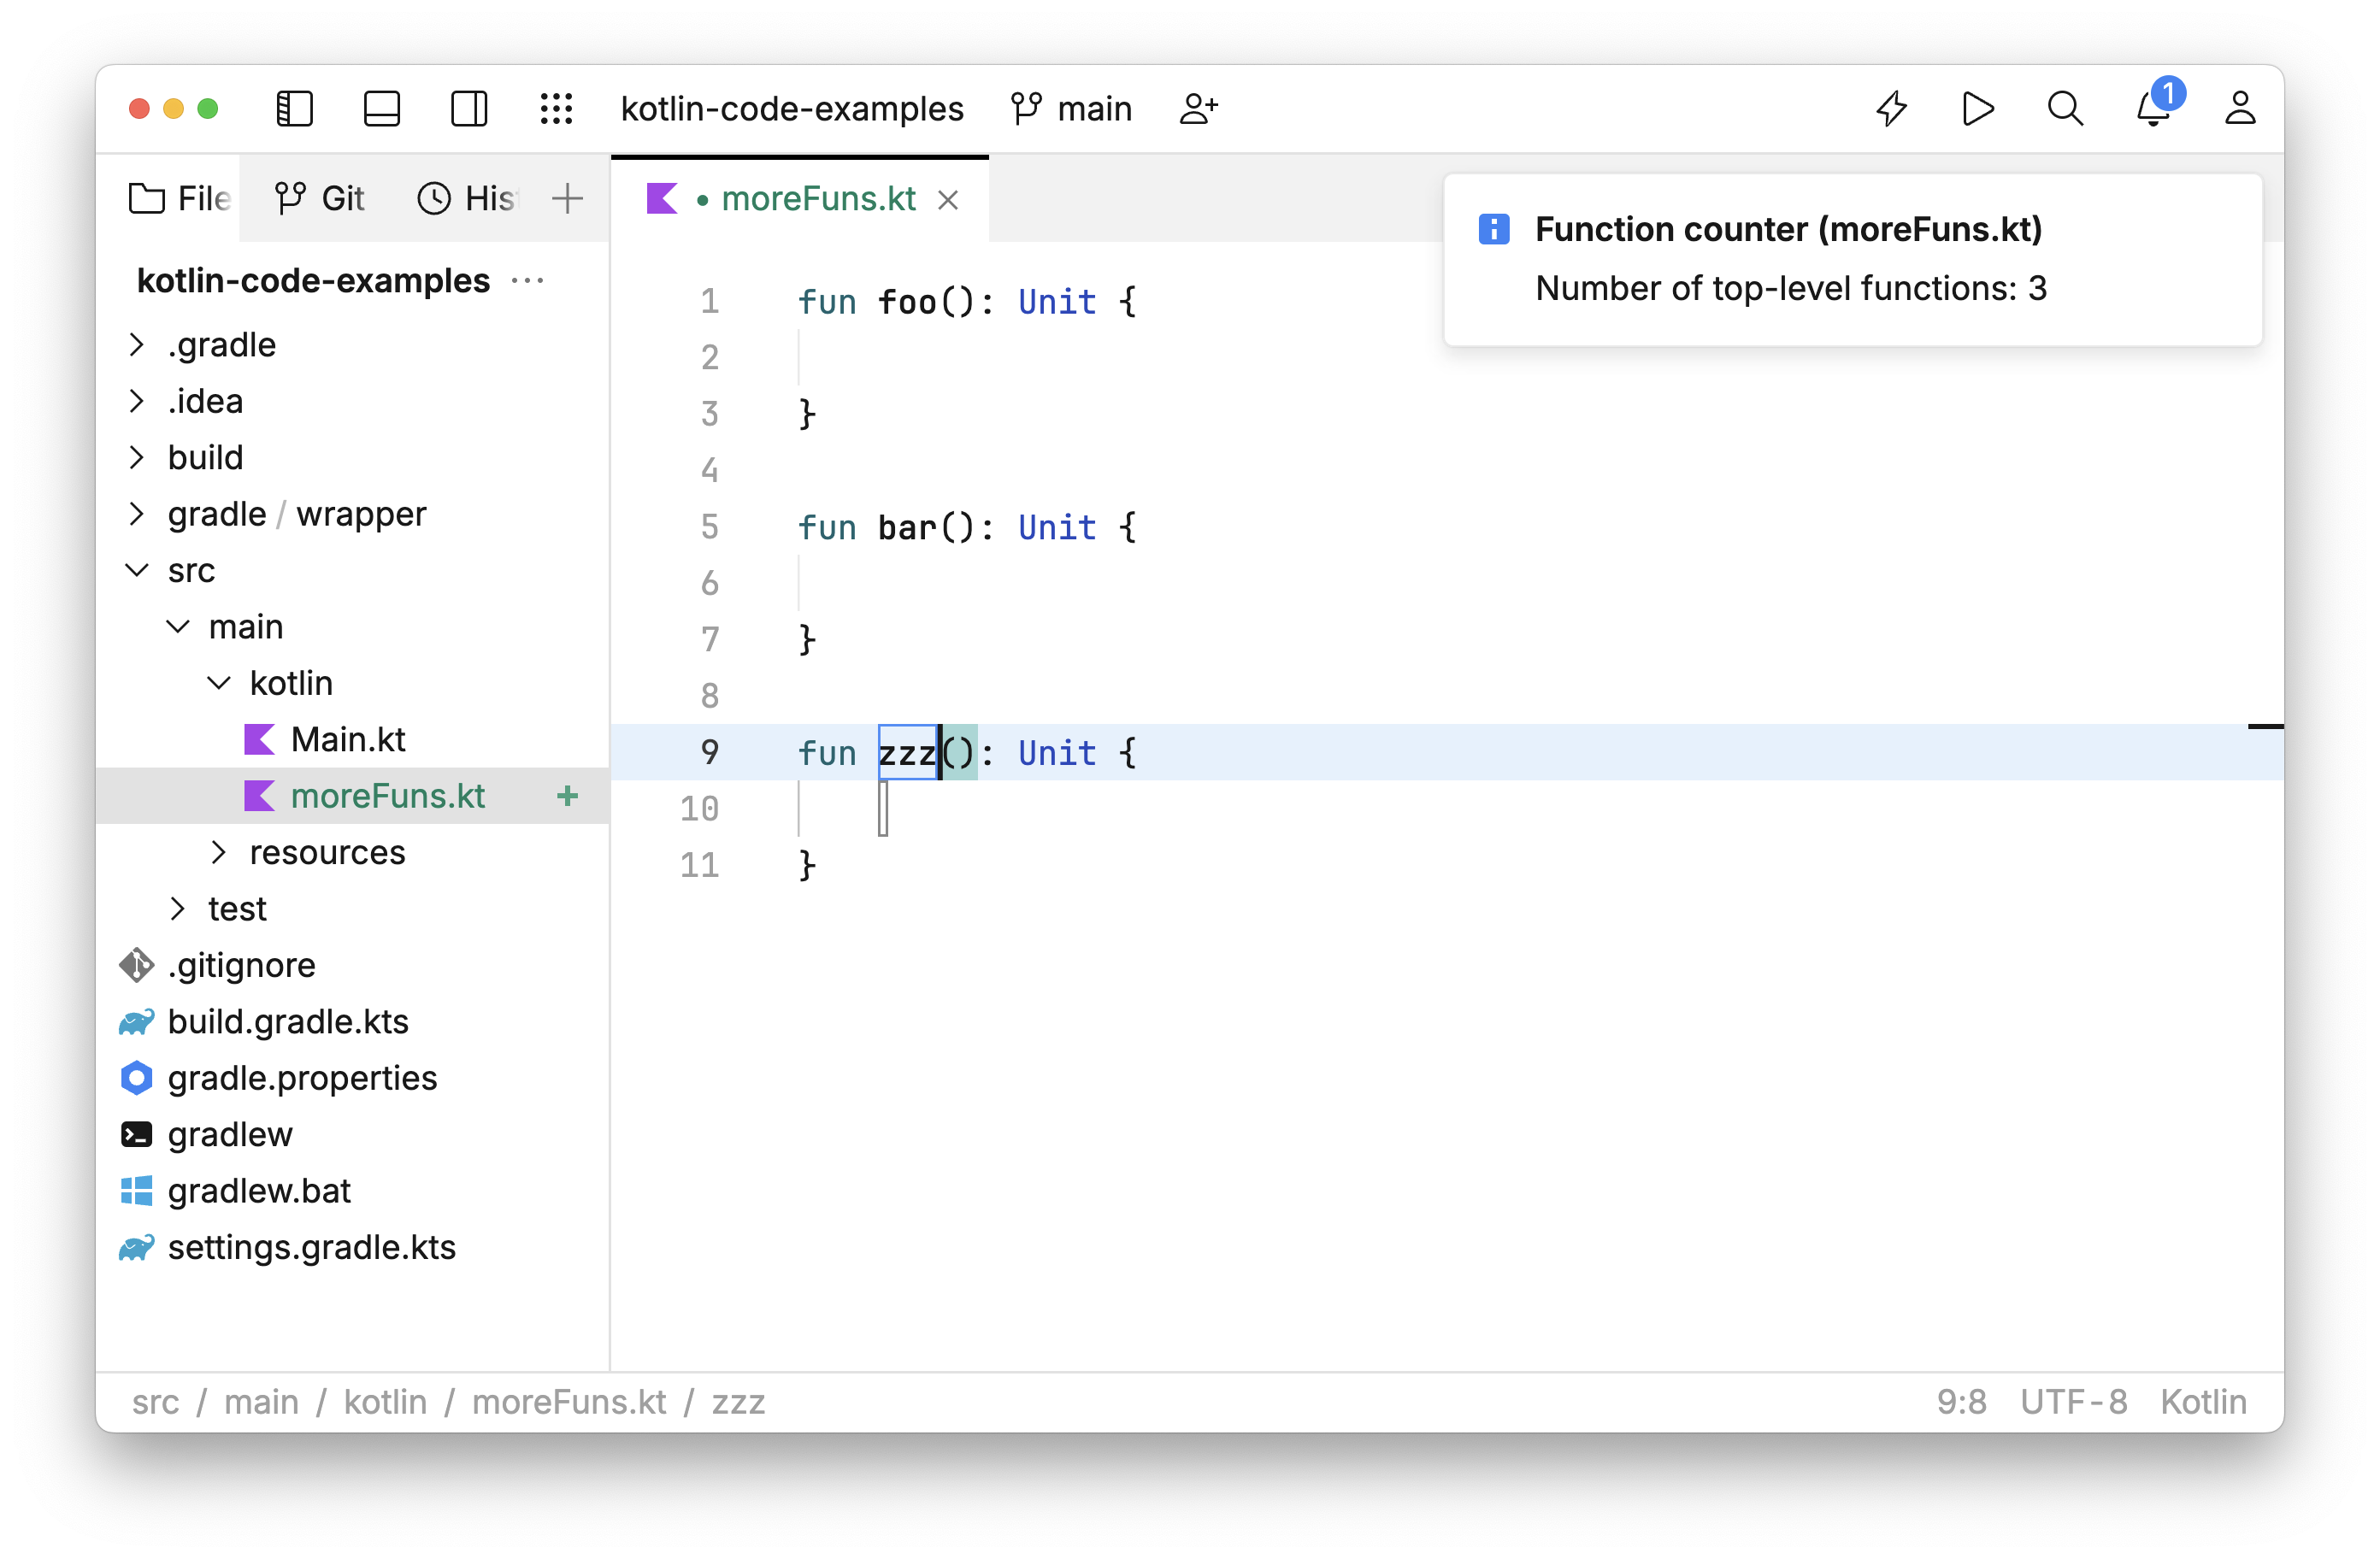 kotlin-code-examples main
1
File Git His
moreFuns.kt
Function counter (moreFuns.kt)
Number of top-level functions: 3
kotlin-code-examples ...
.gradle
.idea
build
gradle / wrapper
src
main
kotlin
Main.kt
moreFuns.kt +
resources
test
.gitignore
build.gradle.kts
gradle.properties
gradlew
gradlew.bat
settings.gradle.kts
1 fun foo(): Unit {
2
3 }
4
5 fun bar(): Unit {
6
7 }
8
9 fun zzz(): Unit {
10
11 }
src / main / kotlin / moreFuns.kt / zzz
9:8 UTF-8 Kotlin